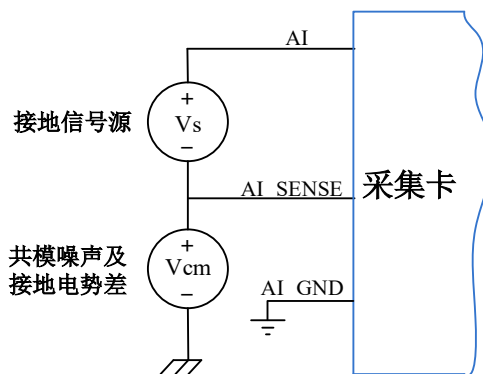 AI
+
接地信号源
Vs
−
AI SENSE
采集卡
+
共模噪声及
接地电势差
Vcm
−
AI GND